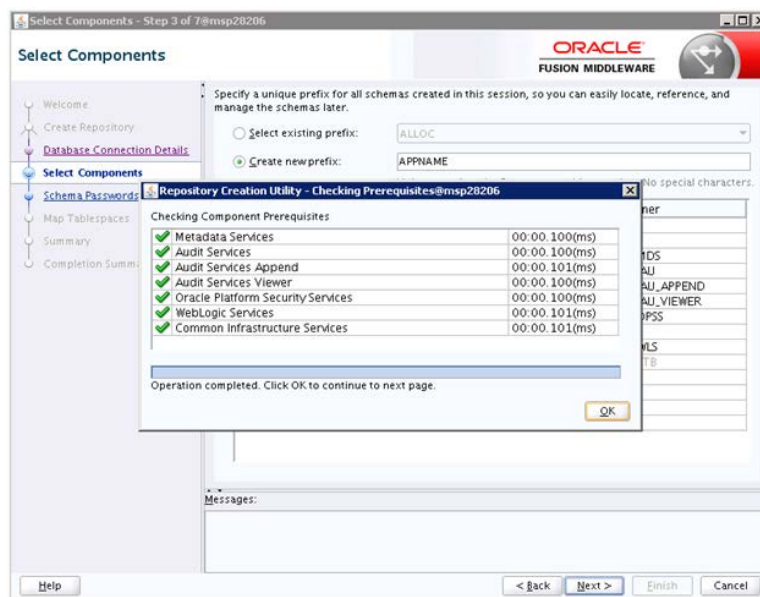 Select Components - Step 3 of 7@msp28206
Select Components
ORACLE
FUSION MIDDLEWARE
Welcome
Create Repository
Database Connection Details
Select Components
Schema Passwords
Map Tablespaces
Summary
Completion Summa
Specify a unique prefix for all schemas created in this session, so you can easily locate, reference, and
manage the schemas later.
Select existing prefix:
ALLOC
Create new prefix:
APPNAME
No special characters.
Repository Creation Utility - Checking Prerequisites@msp28206
Checking Component Prerequisites
Metadata Services 00:00.100(ms)
Audit Services 00:00.100(ms)
Audit Services Append 00:00.101(ms)
Audit Services Viewer 00:00.100(ms)
Oracle Platform Security Services 00:00.100(ms)
WebLogic Services 00:00.101(ms)
Common Infrastructure Services 00:00.101(ms)
Operation completed. Click OK to continue to next page.
OK
ner
MDS
AU
AU_APPEND
AU_VIEWER
OPSS
WLS
TB
Messages:
Help
< Back
Next >
Finish
Cancel